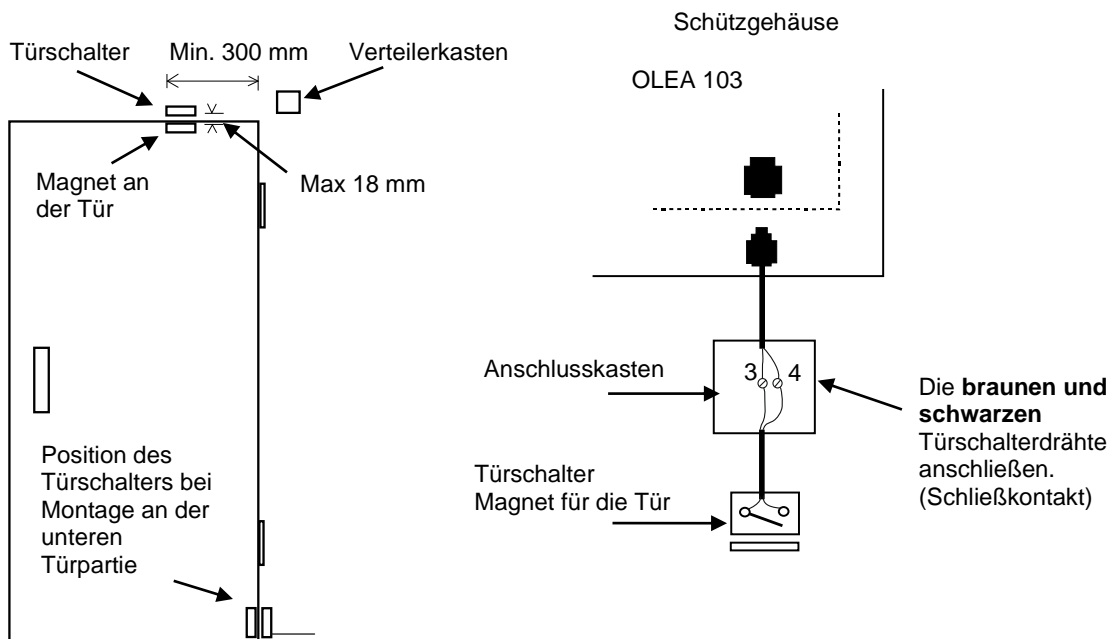 Türschalter
Min. 300 mm
Verteilerkasten
Magnet an
der Tür
Max 18 mm
Position des
Türschalters bei
Montage an der
unteren
Türpartie
Schützgehäuse
OLEA 103
Anschlusskasten
3
4
Die braunen und
schwarzen
Türschalterdrähte
anschließen.
(Schließkontakt)
Türschalter
Magnet für die Tür